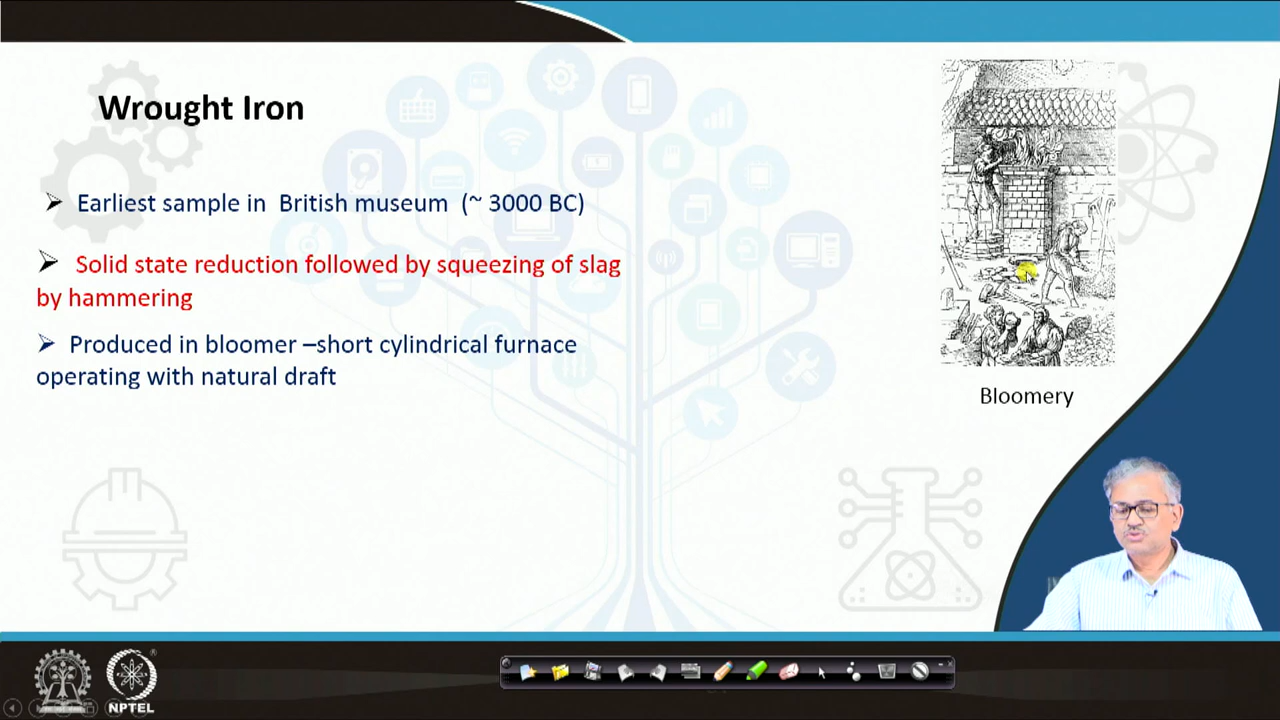 Wrought Iron
➢ Earliest sample in British museum (~ 3000 BC)
➢ Solid state reduction followed by squeezing of slag
by hammering
➢ Produced in bloomer –short cylindrical furnace
operating with natural draft
Bloomery
NPTEL